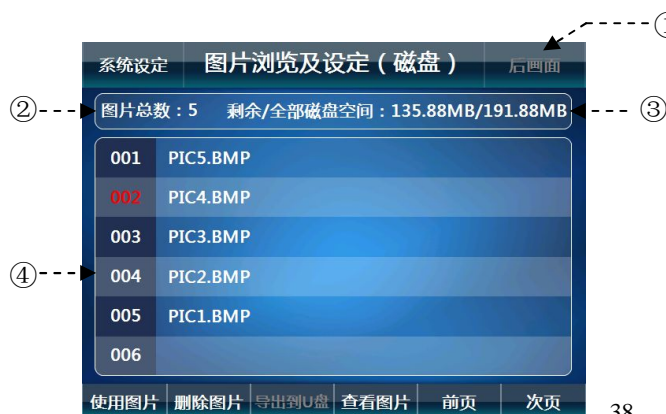 ①
系统设定 图片浏览及设定（磁盘） 后画面
② 图片总数：5 剩余/全部磁盘空间：135.88MB/191.88MB ③
001 PIC5.BMP
002 PIC4.BMP
003 PIC3.BMP
④ 004 PIC2.BMP
005 PIC1.BMP
006
使用图片 删除图片 导出到U盘 查看图片 前页 次页
38